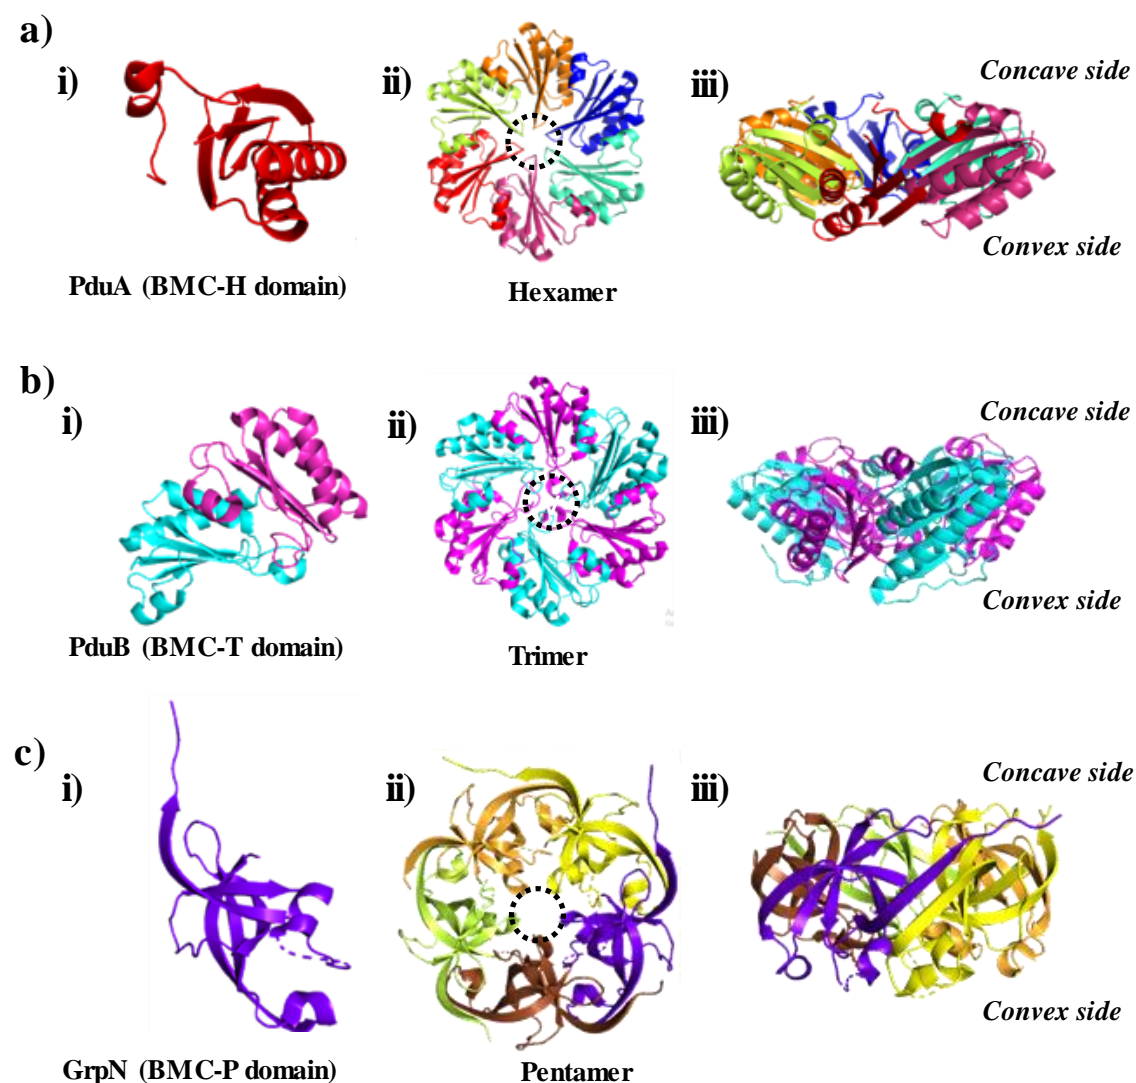 a)
i)
ii)
iii)
Concave side
Convex side
PduA (BMC-H domain)
Hexamer
b)
i)
ii)
iii)
Concave side
Convex side
PduB (BMC-T domain)
Trimer
c)
i)
ii)
iii)
Concave side
Convex side
GrpN (BMC-P domain)
Pentamer